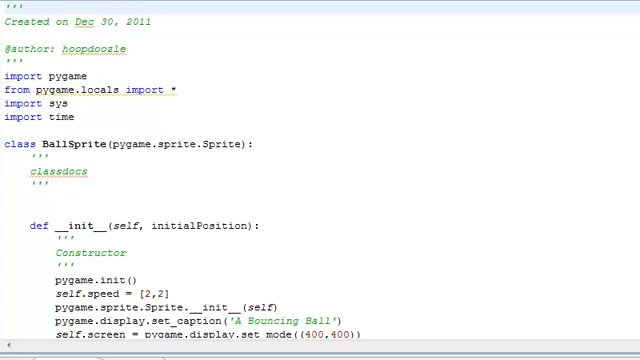 '''
Created on Dec 30, 2011
@author: hoopdoozle
'''
import pygame
from pygame.locals import *
import sys
import time
class BallSprite(pygame.sprite.Sprite):
'''
classdocs
'''
def __init__(self, initialPosition):
'''
Constructor
'''
pygame.init()
self.speed = [2,2]
pygame.sprite.Sprite.__init__(self)
pygame.display.set_caption('A Bouncing Ball')
self.screen = pygame.display.set_mode((400,400))